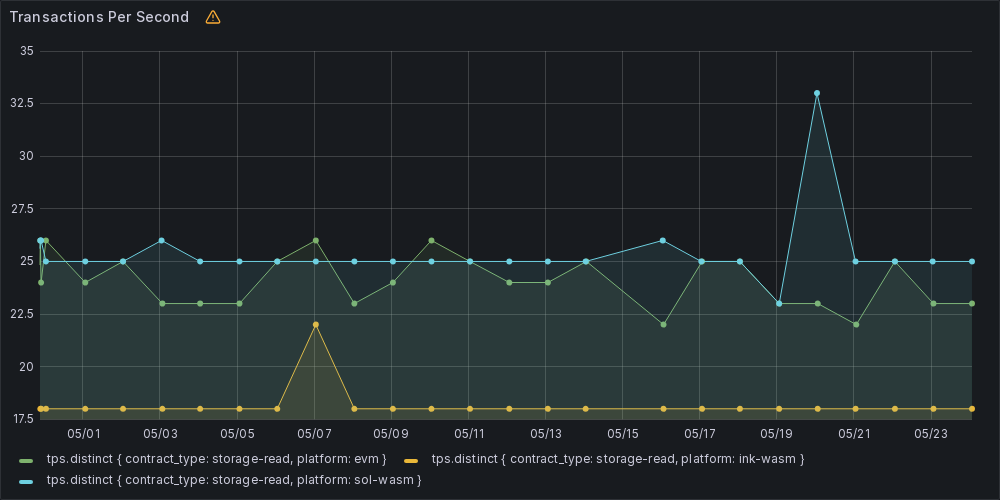 Transactions Per Second
35
32.5
30
27.5
25
22.5
20
17.5
05/01 05/03 05/05 05/07 05/09 05/11 05/13 05/15 05/17 05/19 05/21 05/23
tps.distinct { contract_type: storage-read, platform: evm } tps.distinct { contract_type: storage-read, platform: ink-wasm }
tps.distinct { contract_type: storage-read, platform: sol-wasm }